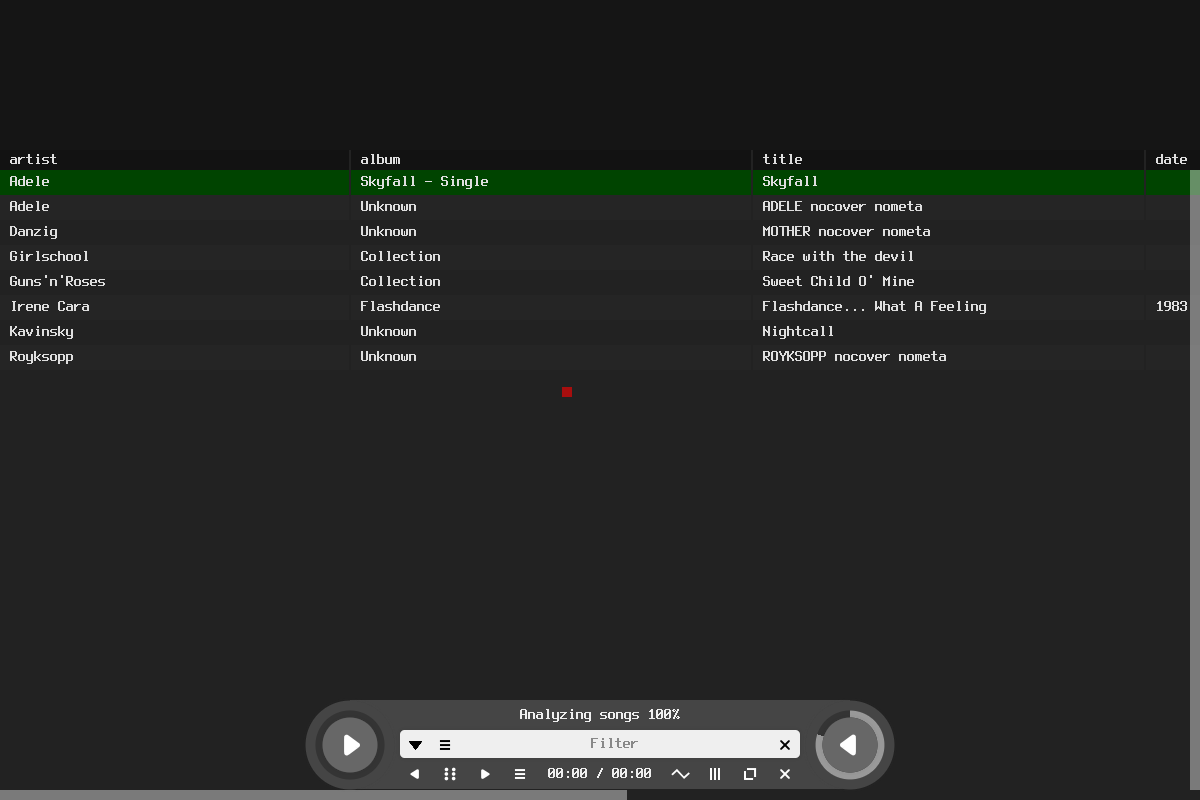 artist album title date
Adele Skyfall - Single Skyfall
Adele Unknown ADELE nocover nometa
Danzig Unknown MOTHER nocover nometa
Girlschool Collection Race with the devil
Guns'n'Roses Collection Sweet Child O' Mine
Irene Cara Flashdance Flashdance... What A Feeling 1983
Kavinsky Unknown Nightcall
Royksopp Unknown ROYKSOPP nocover nometa
Analyzing songs 100%
Filter
00:00 / 00:00